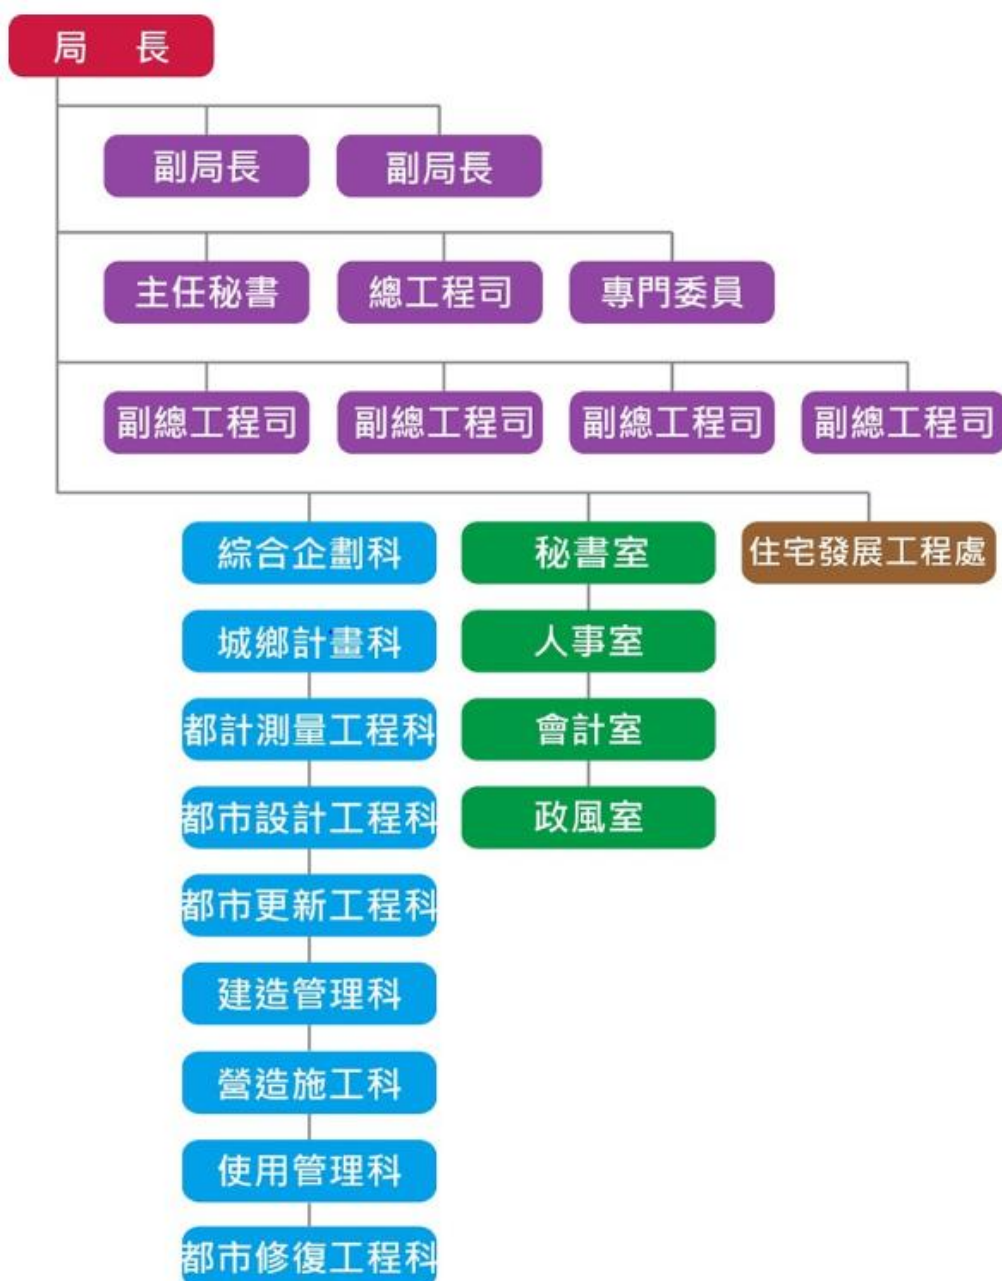 局 長
副局長 副局長
主任秘書 總工程司 專門委員
副總工程司 副總工程司 副總工程司 副總工程司
綜合企劃科 秘書室 住宅發展工程處
城鄉計畫科 人事室
都計測量工程科 會計室
都市設計工程科 政風室
都市更新工程科
建造管理科
營造施工科
使用管理科
都市修復工程科